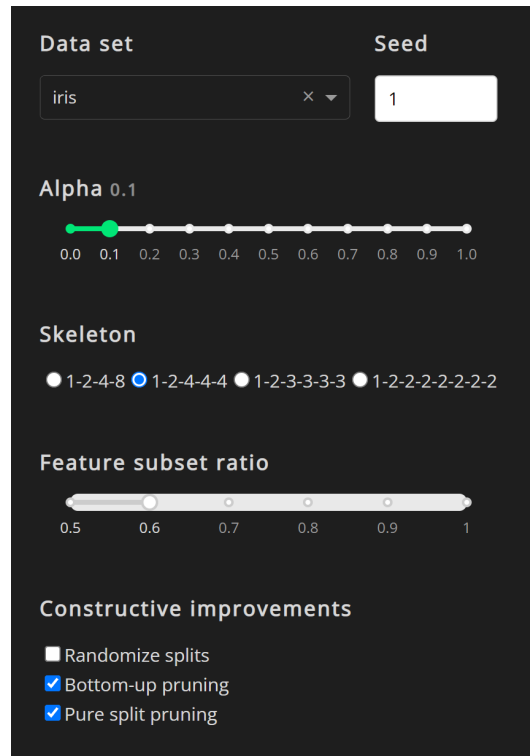 Data set Seed
iris × 1
Alpha 0.1
0.0 0.1 0.2 0.3 0.4 0.5 0.6 0.7 0.8 0.9 1.0
Skeleton
1-2-4-8 1-2-4-4-4 1-2-3-3-3-3 1-2-2-2-2-2-2-2
Feature subset ratio
0.5 0.6 0.7 0.8 0.9 1
Constructive improvements
Randomize splits
Bottom-up pruning
Pure split pruning